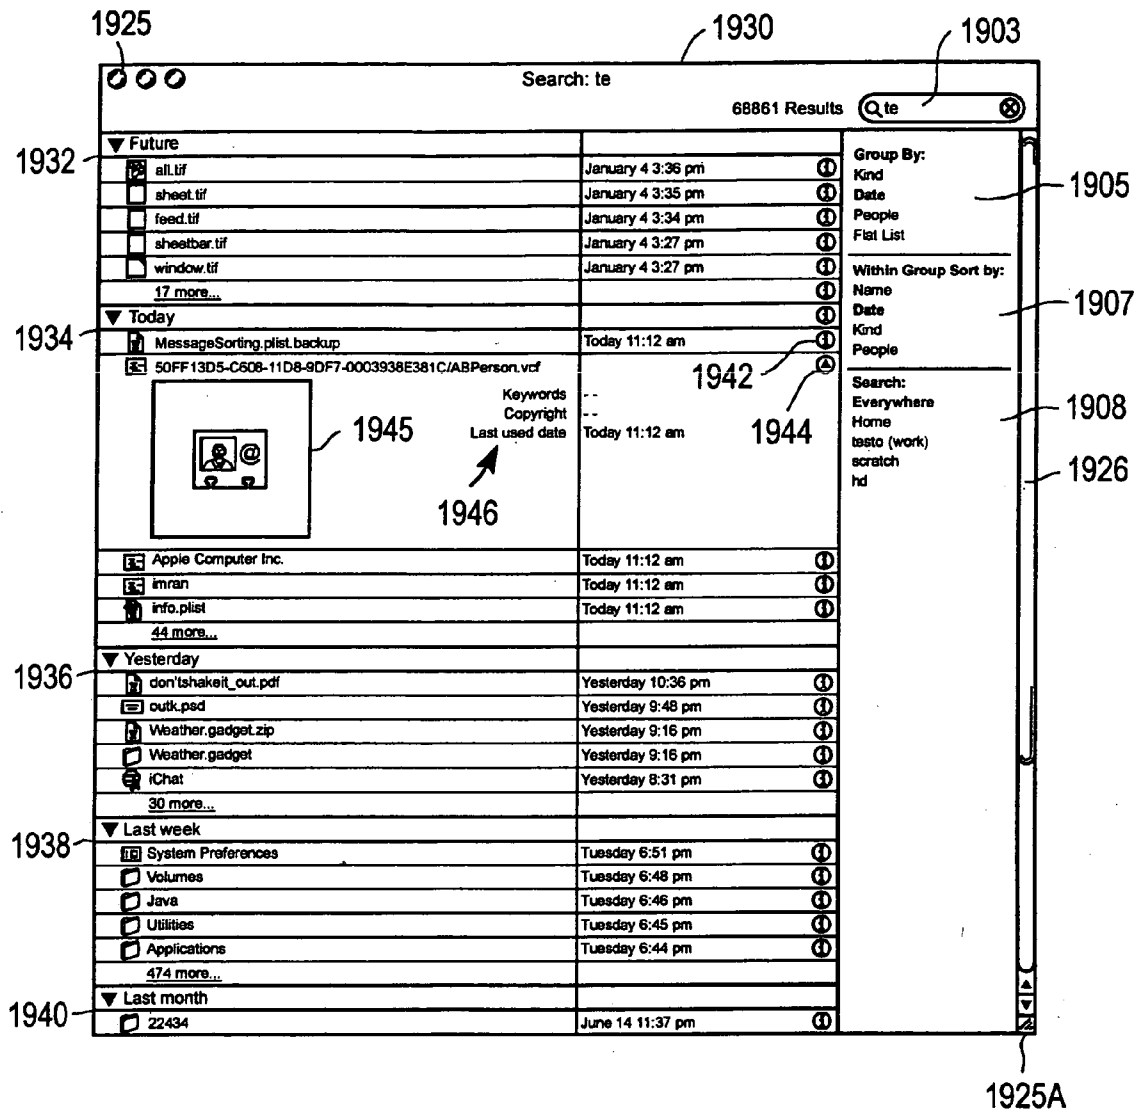 1925
1930
1903
Search: te
68861 Results
te
Future
1932
all.tif January 4 3:36 pm
sheet.tif January 4 3:35 pm
feed.tif January 4 3:34 pm
sheetbar.tif January 4 3:27 pm
window.tif January 4 3:27 pm
17 more...
Group By:
Kind
Date
People
Flat List
1905
Within Group Sort by:
Name
Date
Kind
People
1907
Today
1934
MessageSorting.plist.backup Today 11:12 am
50FF13D5-C608-11D8-9DF7-0003938E381C/ABPerson.vcf
1942
Keywords --
Copyright --
Last used date Today 11:12 am
1944
1945
@
1946
Search:
Everywhere
Home
testo (work)
scratch
hd
1908
1926
Apple Computer Inc. Today 11:12 am
imran Today 11:12 am
info.plist Today 11:12 am
44 more...
Yesterday
1936
don'tshakeit_out.pdf Yesterday 10:36 pm
outk.psd Yesterday 9:48 pm
Weather.gadget.zip Yesterday 9:16 pm
Weather.gadget Yesterday 9:16 pm
iChat Yesterday 8:31 pm
30 more...
Last week
1938
System Preferences Tuesday 6:51 pm
Volumes Tuesday 6:48 pm
Java Tuesday 6:46 pm
Utilities Tuesday 6:45 pm
Applications Tuesday 6:44 pm
474 more...
Last month
1940
22434 June 14 11:37 pm
1925A